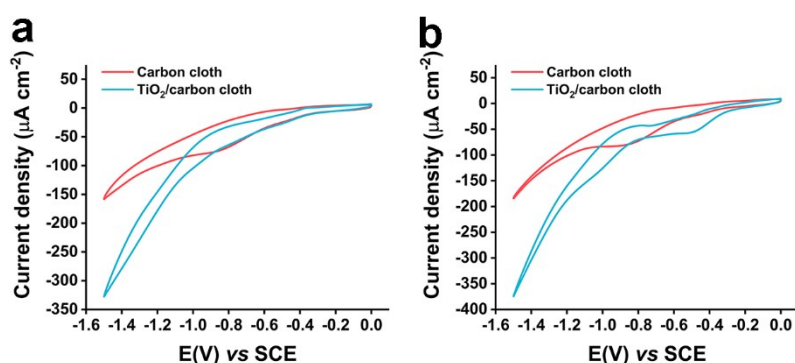 a
Current density (µA cm⁻²)
Carbon cloth
TiO₂/carbon cloth
50
0
-50
-100
-150
-200
-250
-300
-350
-1.6 -1.4 -1.2 -1.0 -0.8 -0.6 -0.4 -0.2 0.0
E(V) vs SCE
b
Current density (µA cm⁻²)
Carbon cloth
TiO₂/carbon cloth
50
0
-50
-100
-150
-200
-250
-300
-350
-400
-1.6 -1.4 -1.2 -1.0 -0.8 -0.6 -0.4 -0.2 0.0
E(V) vs SCE